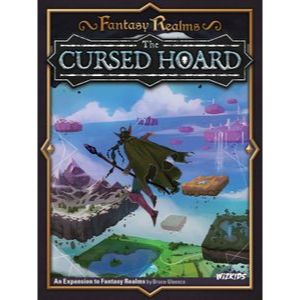 Fantasy Realms
The
CURSED HOARD
An Expansion to Fantasy Realms by Bruce Glassco
WIZKIDS